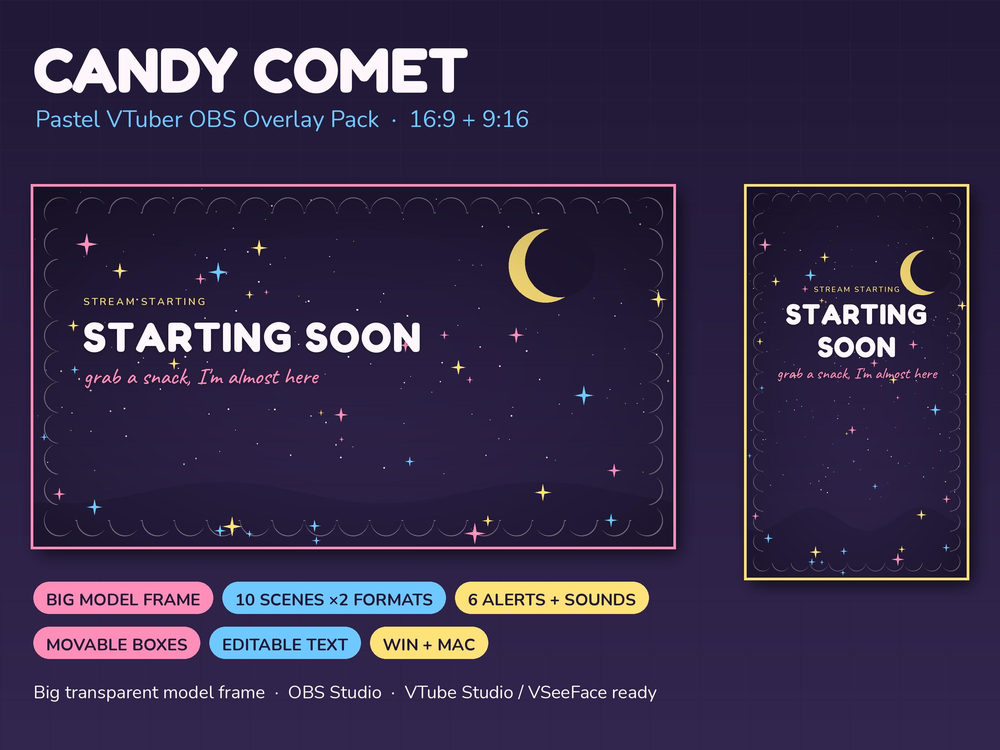 CANDY COMET
Pastel VTuber OBS Overlay Pack · 16:9 + 9:16
STREAM STARTING
STARTING SOON
grab a snack, I'm almost here
STREAM STARTING
STARTING
SOON
grab a snack, I'm almost here
BIG MODEL FRAME
10 SCENES ×2 FORMATS
6 ALERTS + SOUNDS
MOVABLE BOXES
EDITABLE TEXT
WIN + MAC
Big transparent model frame · OBS Studio · VTube Studio / VSeeFace ready